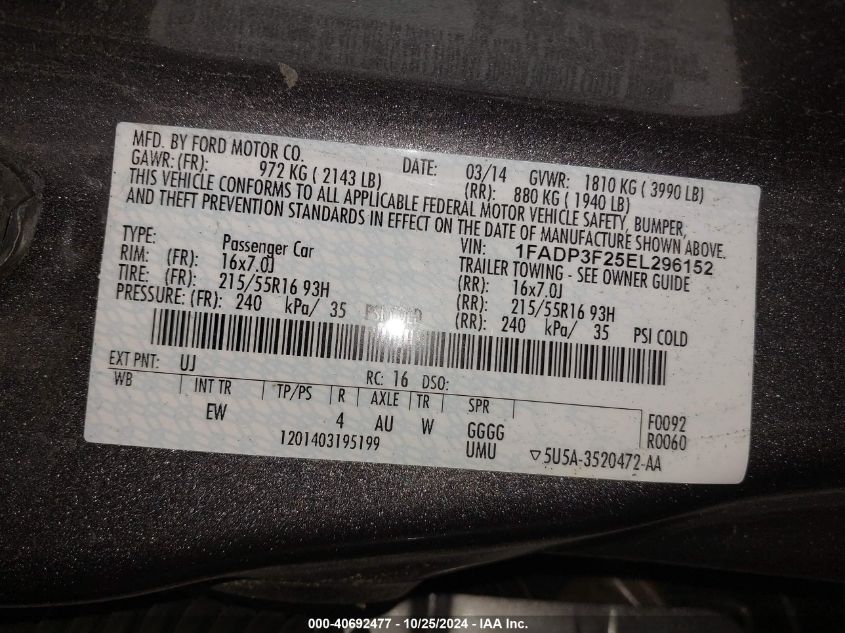 MFD. BY FORD MOTOR CO. DATE: 03/14 GVWR: 1810 KG ( 3990 LB)
GAWR: (FR): 972 KG ( 2143 LB) (RR): 880 KG ( 1940 LB)
THIS VEHICLE CONFORMS TO ALL APPLICABLE FEDERAL MOTOR VEHICLE SAFETY, BUMPER,
AND THEFT PREVENTION STANDARDS IN EFFECT ON THE DATE OF MANUFACTURE SHOWN ABOVE.
VIN: 1FADP3F25EL296152
TYPE: Passenger Car TRAILER TOWING - SEE OWNER GUIDE
RIM: (FR): 16x7.0J (RR): 16x7.0J
TIRE: (FR): 215/55R16 93H (RR): 215/55R16 93H
PRESSURE: (FR): 240 kPa/ 35 PSI COLD (RR): 240 kPa/ 35 PSI COLD
EXT PNT: UJ RC: 16 DSO:
WB INT TR TP/PS R AXLE TR SPR
EW 4 AU W GGGG F0092
1201403195199 UMU R0060
▽5U5A-3520472-AA
000-40692477 - 10/25/2024 - © IAA, Inc.